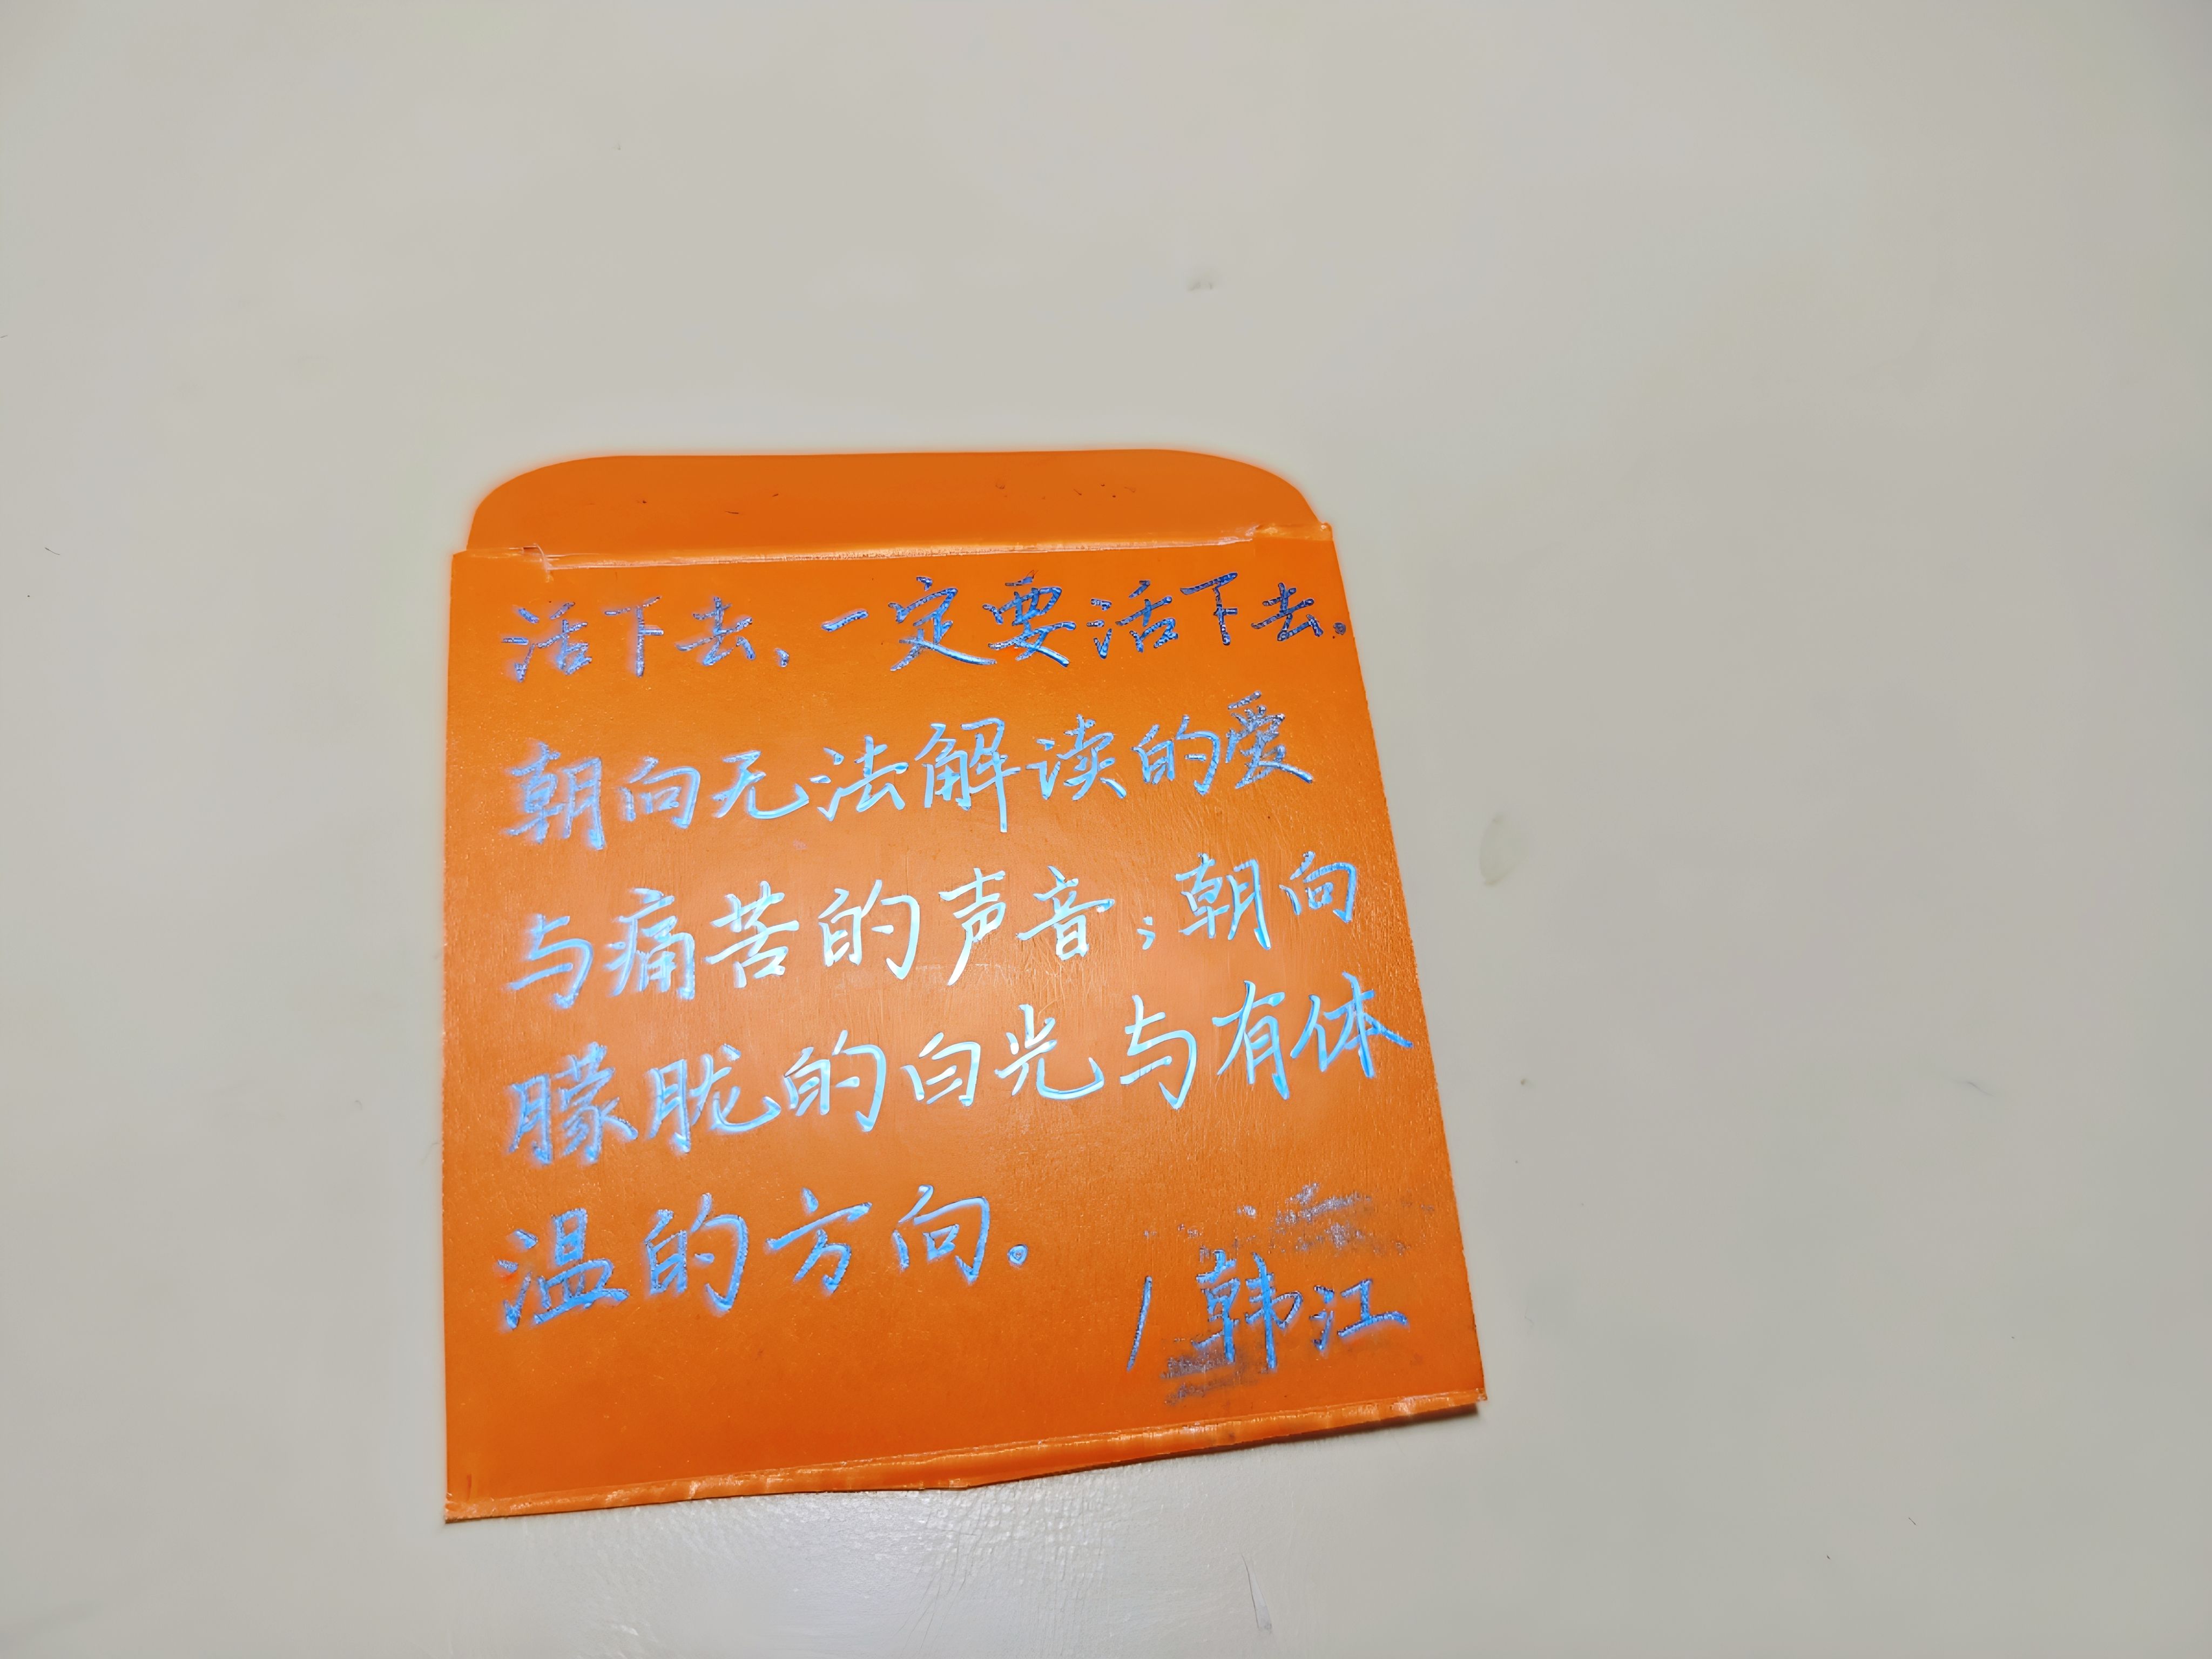 活下去、一定要活下去。
朝向无法解读的爱
与痛苦的声音；朝向
朦胧的白光与有体
温的方向。
/韩江